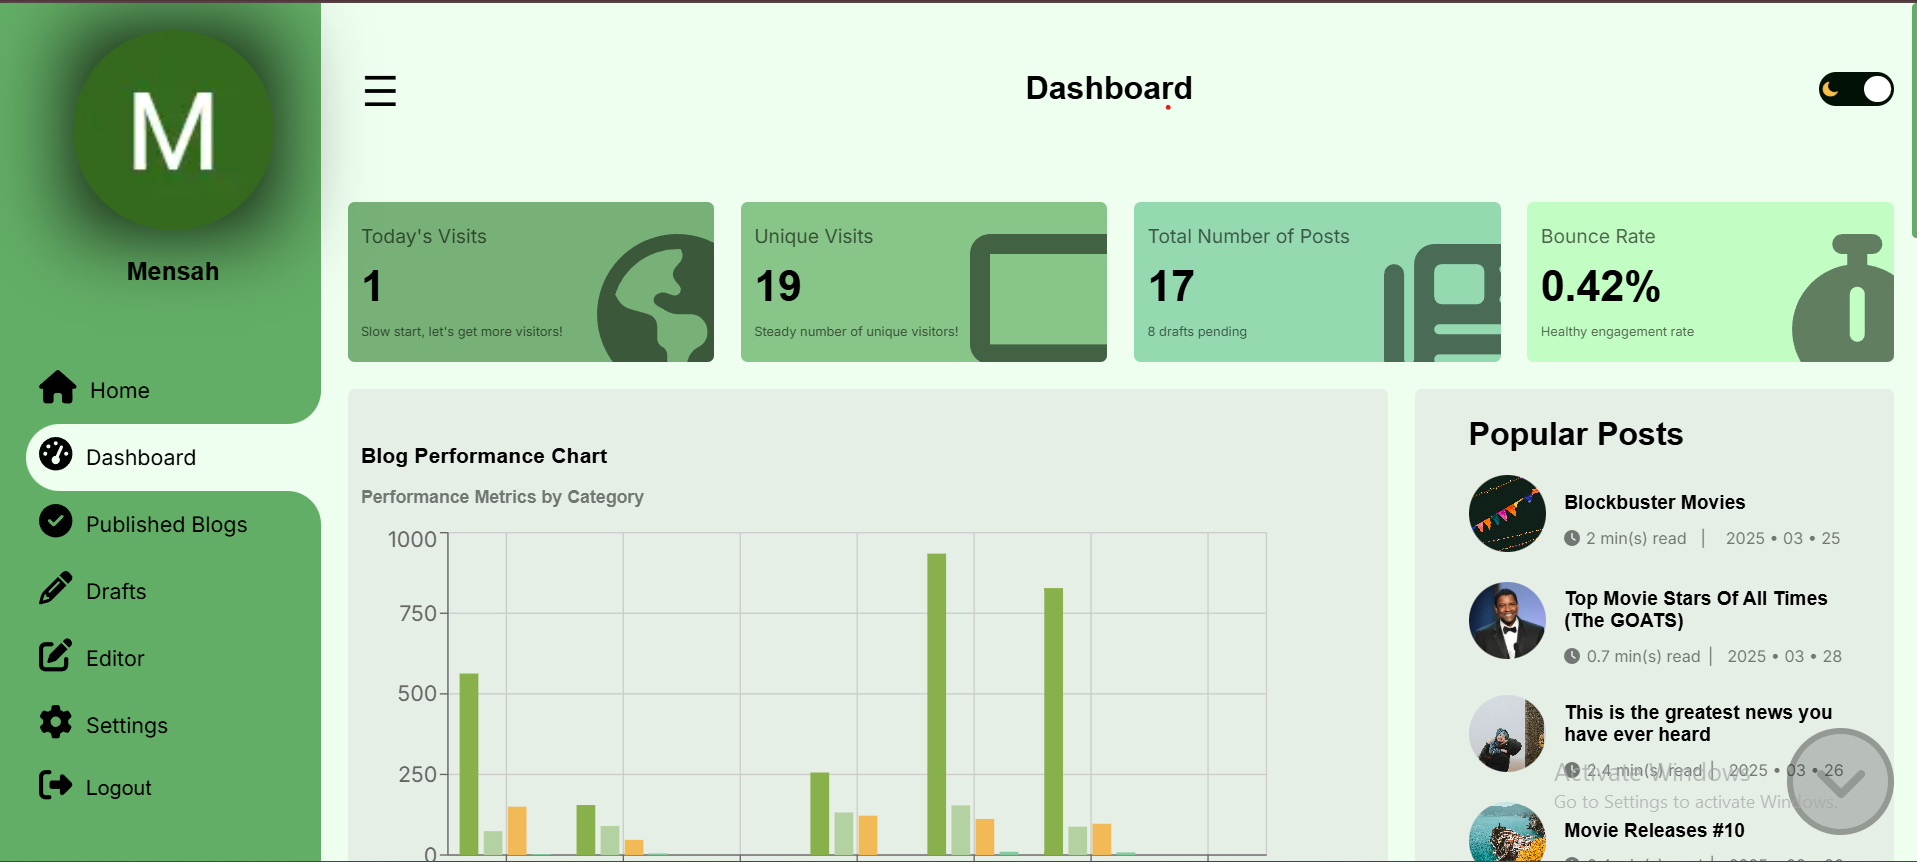 M
Mensah
Home
Dashboard
Published Blogs
Drafts
Editor
Settings
Logout
Dashboard
Today's Visits
1
Slow start, let's get more visitors!
Unique Visits
19
Steady number of unique visitors!
Total Number of Posts
17
8 drafts pending
Bounce Rate
0.42%
Healthy engagement rate
Blog Performance Chart
Performance Metrics by Category
1000
750
500
250
0
Popular Posts
Blockbuster Movies
2 min(s) read | 2025 • 03 • 25
Top Movie Stars Of All Times
(The GOATS)
0.7 min(s) read | 2025 • 03 • 28
This is the greatest news you
have ever heard
2.4 min(s) read | 2025 • 03 • 26
Activate Windows
Go to Settings to activate Windows.
Movie Releases #10